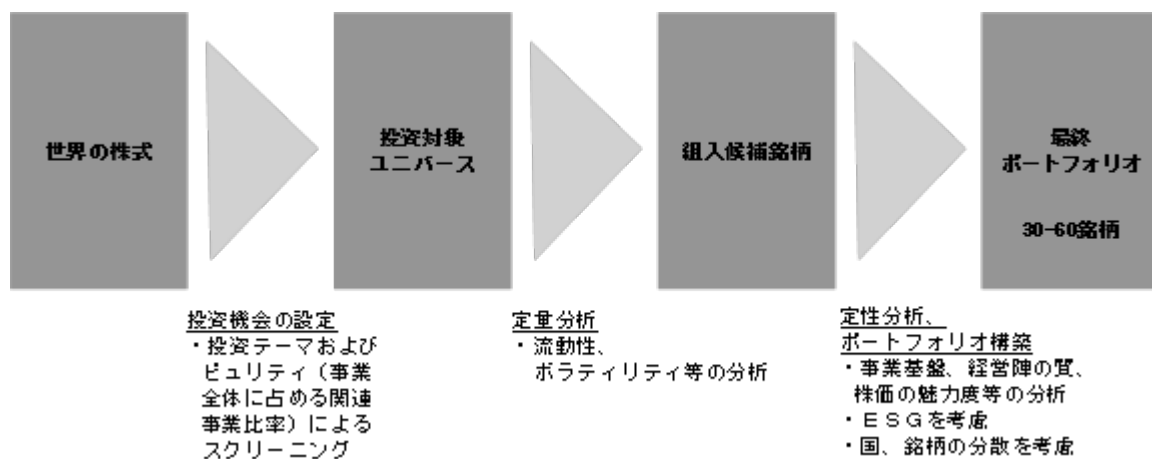 世界の株式
投資対象
ユニバース
組入候補銘柄
最終
ポートフォリオ
30-60銘柄
投資機会の設定
・投資テーマおよび
ピュリティ（事業
全体に占める関連
事業比率）による
スクリーニング
定量分析
・流動性、
ボラティリティ等の分析
定性分析、
ポートフォリオ構築
・事業基盤、経営陣の質、
株価の魅力度等の分析
・ＥＳＧを考慮
・国、銘柄の分散を考慮